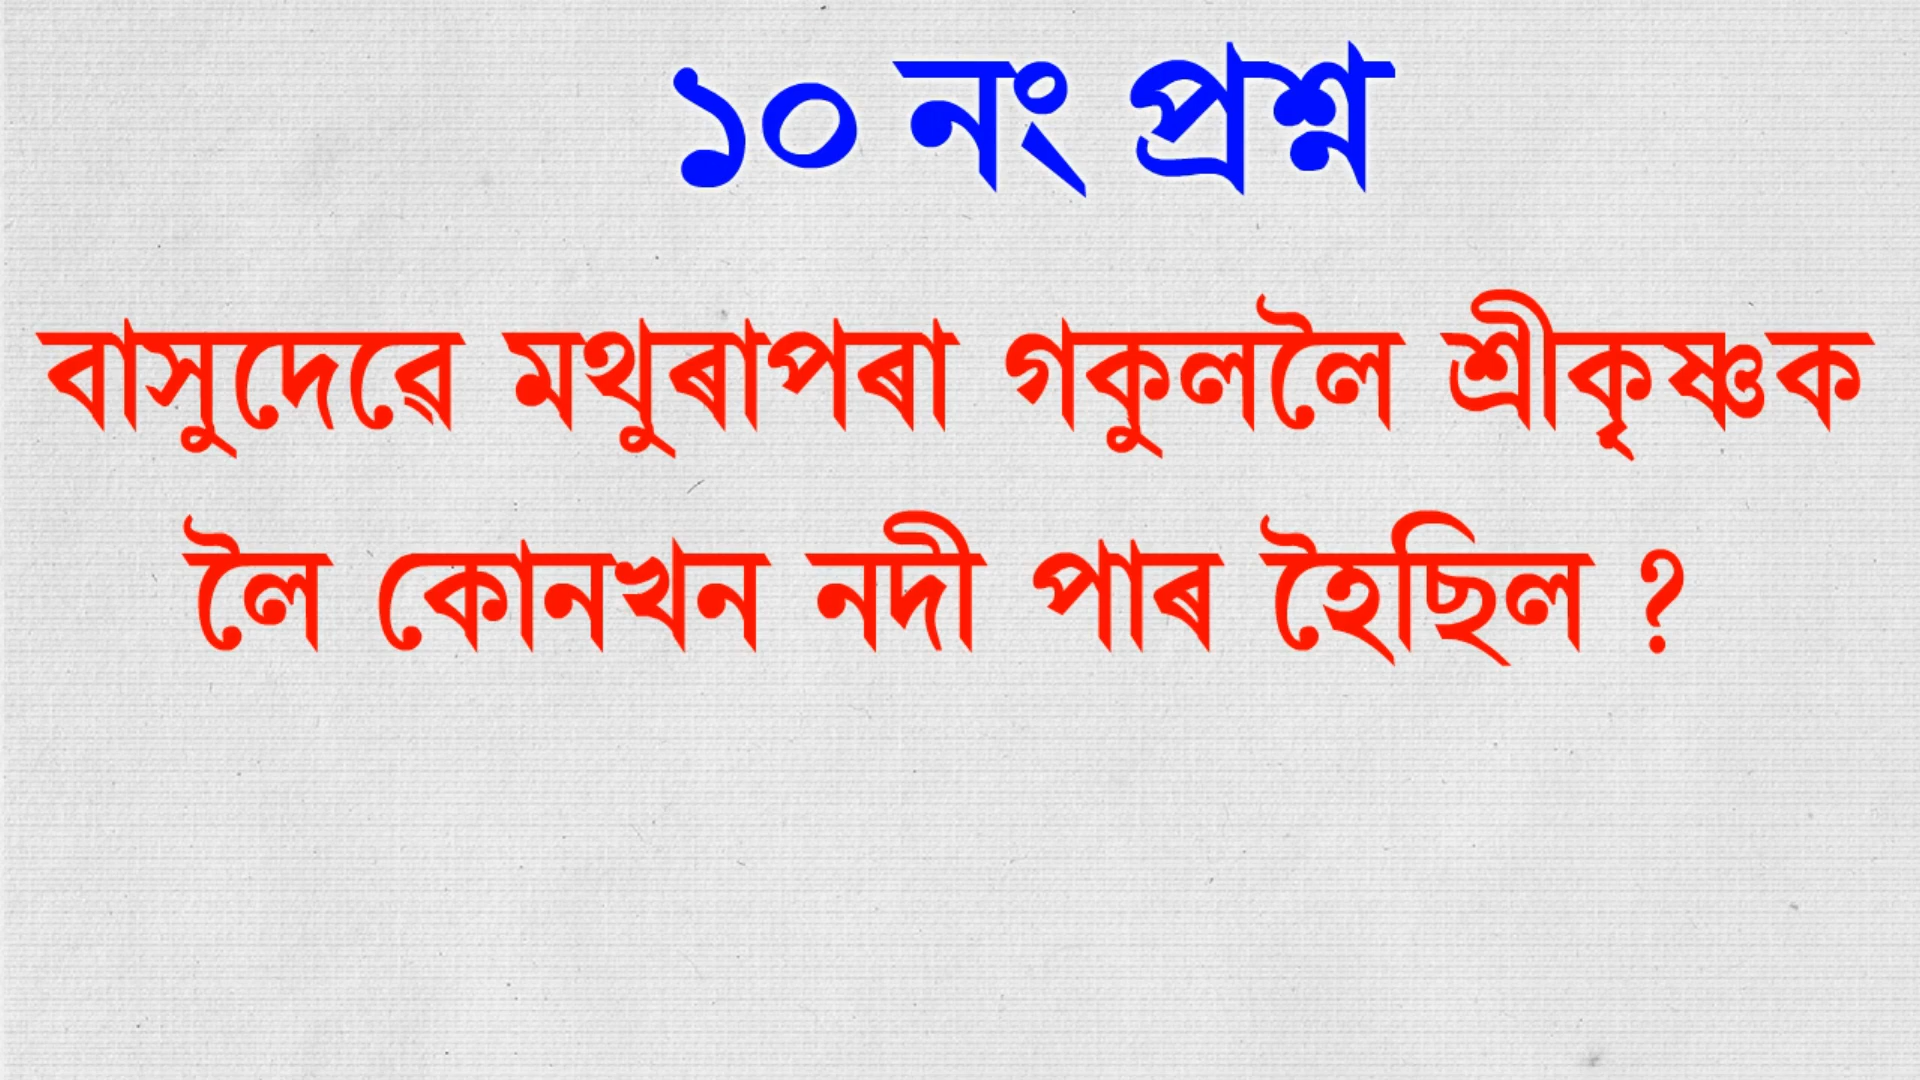 ১০ নং প্ৰশ্ন
বাসুদেৱে মথুৰাপৰা গকুললৈ শ্ৰীকৃষ্ণক
লৈ কোনখন নদী পাৰ হৈছিল ?